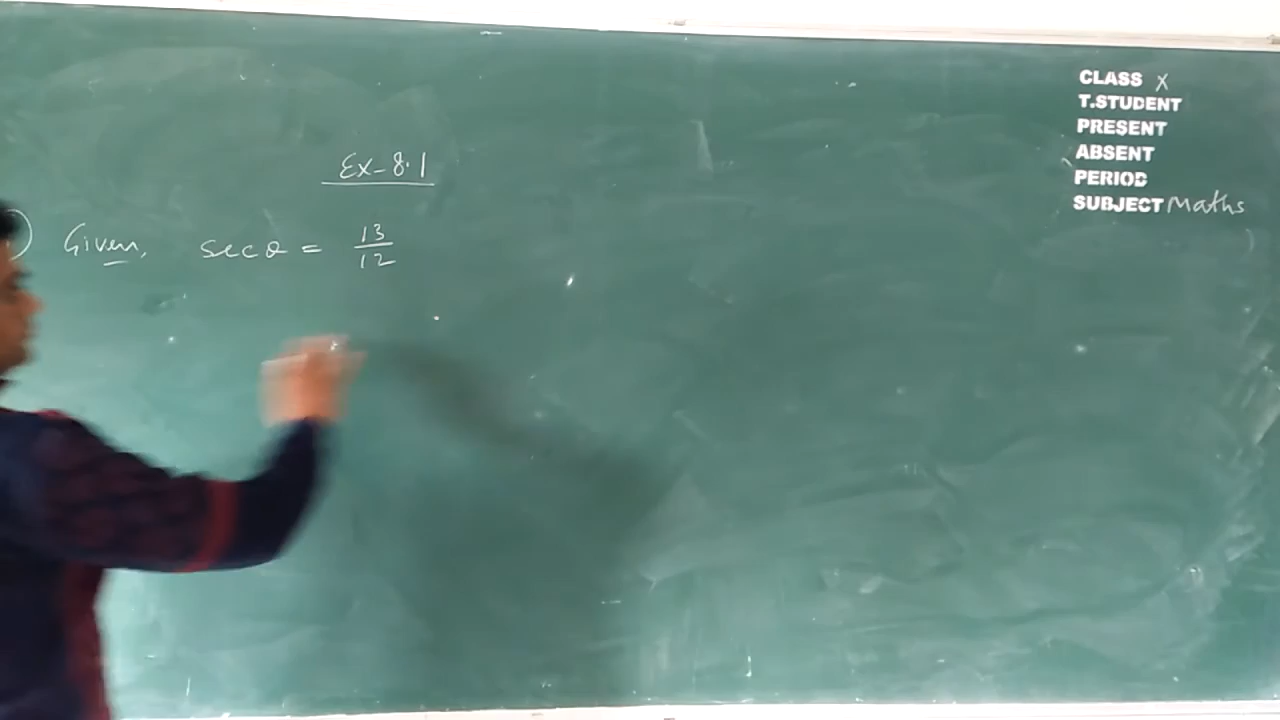 Ex-8.1
) Given, secθ = 13/12
CLASS X
T.STUDENT
PRESENT
ABSENT
PERIOD
SUBJECT Maths